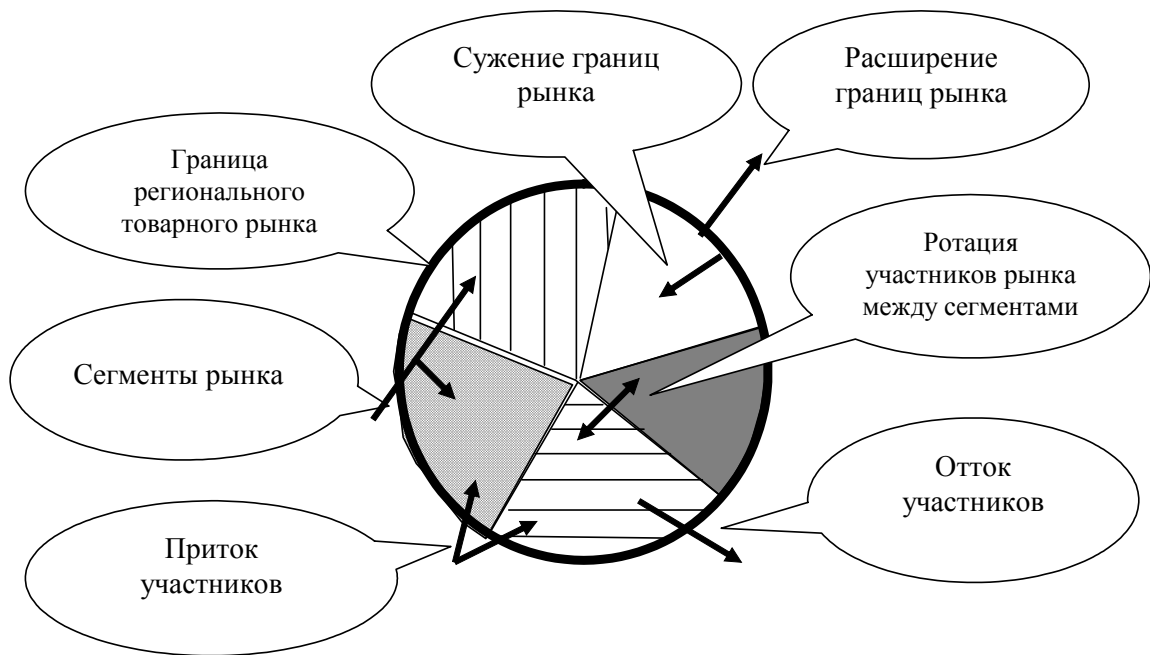 Сужение границ
рынка
Расширение
границ рынка
Граница
регионального
товарного рынка
Ротация
участников рынка
между сегментами
Сегменты рынка
Отток
участников
Приток
участников